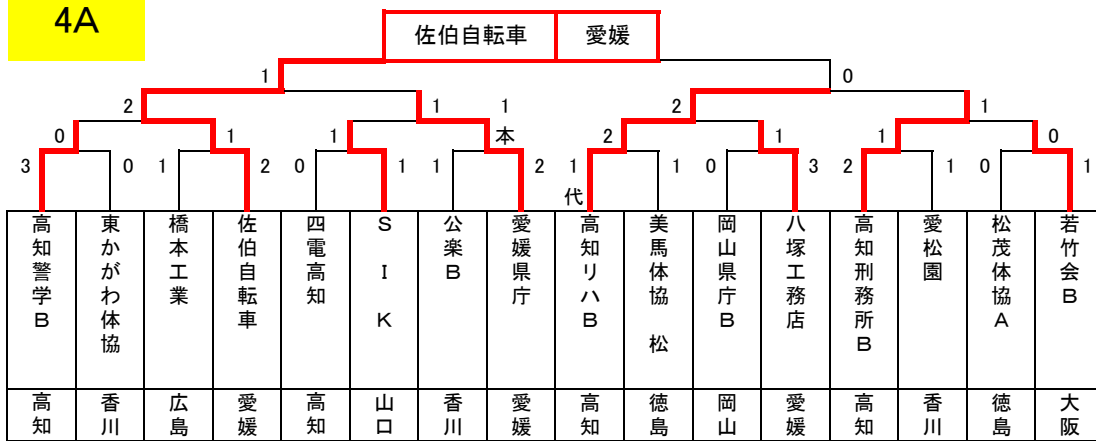 4A
佐伯自転車 愛媛
1 0
2 1 1 2 1
0 1 1 本 2 1 1 0
3 0 1 2 0 1 1 2 1 1 0 3 2 1 0 1
代
高知警学B
東かがわ体協
橋本工業
佐伯自転車
四電高知
SIK
公楽B
愛媛県庁
高知リハB
美馬体協 松
岡山県庁B
八塚工務店
高知刑務所B
愛松園
松茂体協A
若竹会B
高知 香川 広島 愛媛 高知 山口 香川 愛媛 高知 徳島 岡山 愛媛 高知 香川 徳島 大阪